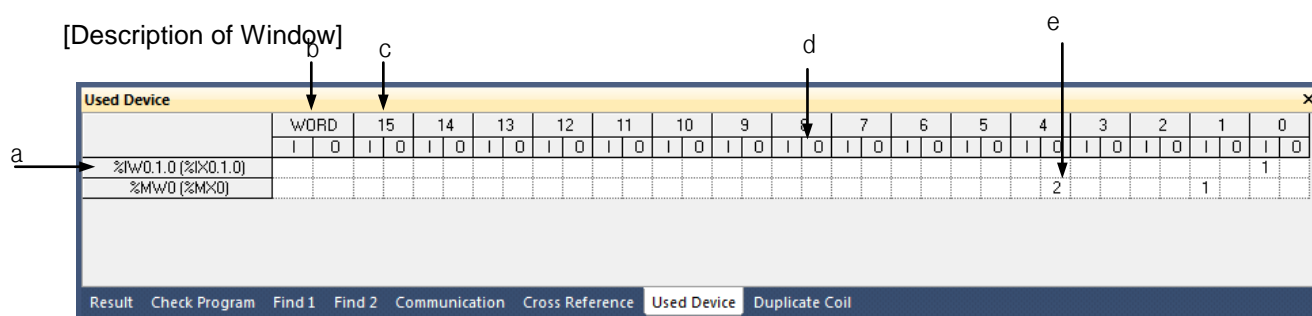 [Description of Window]
b c d e
Used Device ×
WORD 15 14 13 12 11 10 9 8 7 6 5 4 3 2 1 0
I O I O I O I O I O I O I O I O I O I O I O I O I O I O I O I O I O
a
%IW0.1.0 (%IX0.1.0) 1
%MW0 (%MX0) 2 1
Result Check Program Find 1 Find 2 Communication Cross Reference Used Device Duplicate Coil